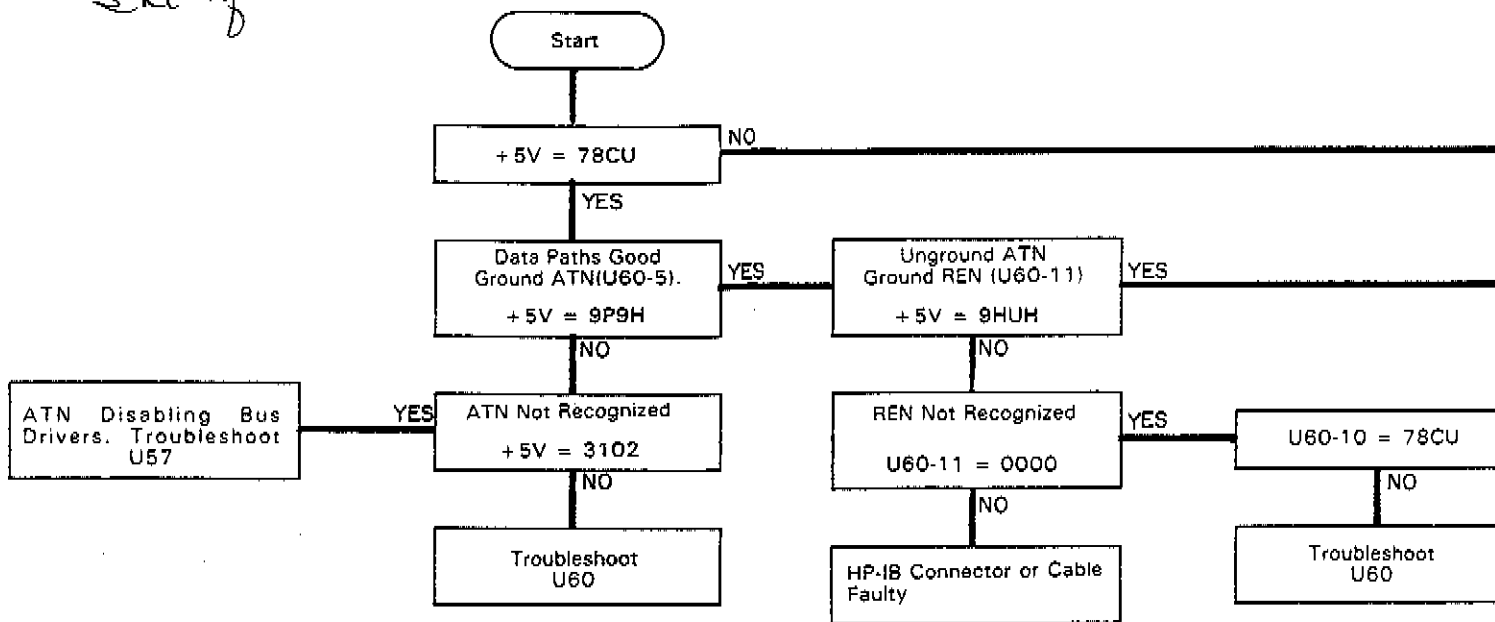 Start
+5V = 78CU
NO
YES
Data Paths Good
Ground ATN(U60-5).
+5V = 9P9H
YES
Unground ATN
Ground REN (U60-11)
+5V = 9HUH
YES
NO
NO
ATN Disabling Bus
Drivers. Troubleshoot
U57
YES
ATN Not Recognized
+5V = 3102
REN Not Recognized
U60-11 = 0000
YES
U60-10 = 78CU
NO
NO
NO
Troubleshoot
U60
HP-IB Connector or Cable
Faulty
Troubleshoot
U60